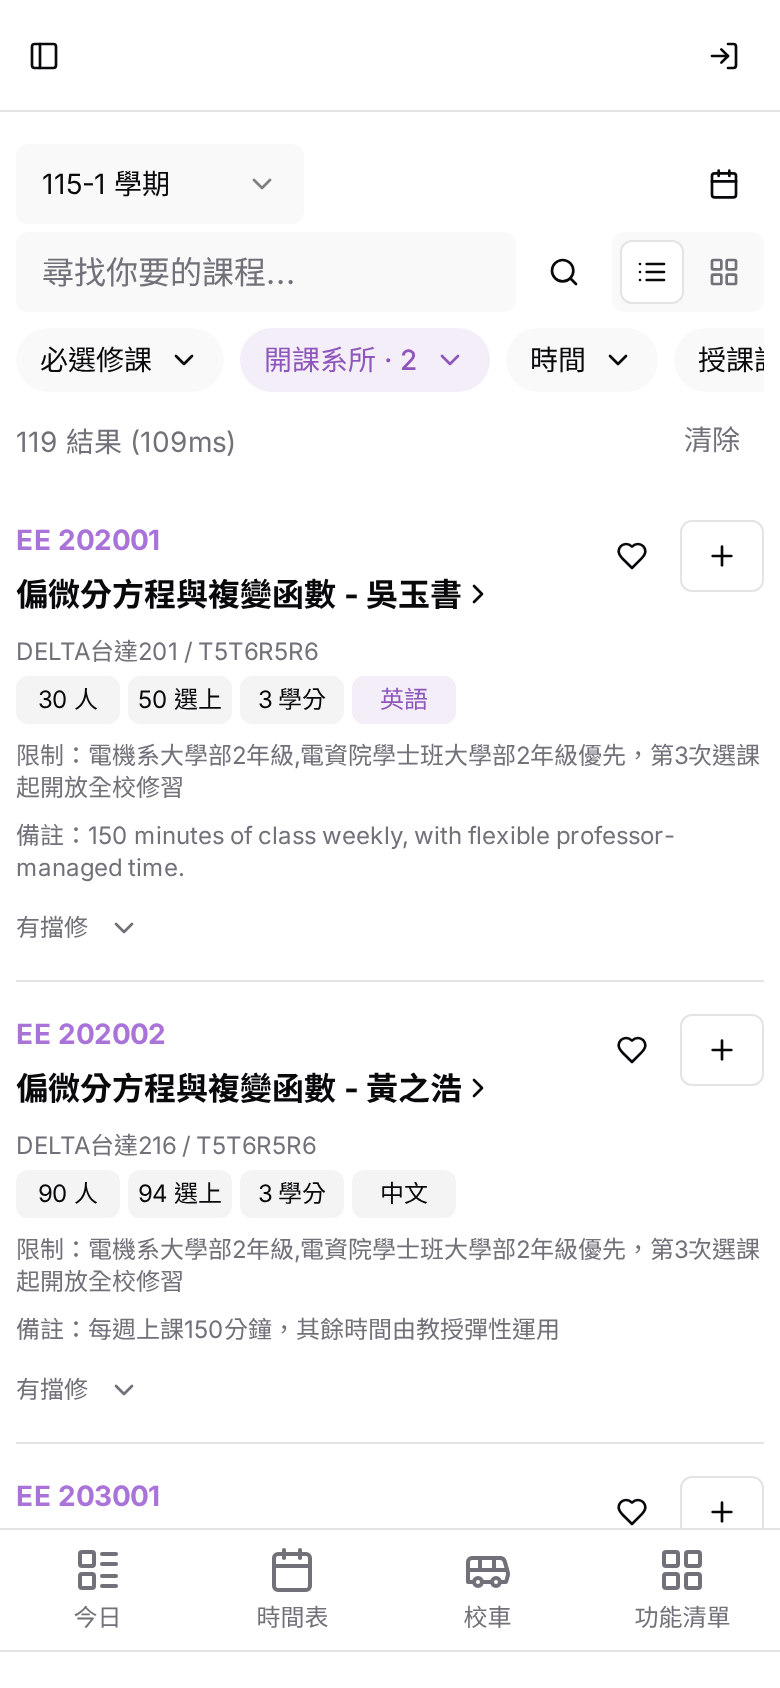 115-1 學期
尋找你要的課程...
必選修課
開課系所 · 2
時間
授課
119 結果 (109ms)
清除
EE 202001
偏微分方程與複變函數 - 吳玉書
DELTA台達201 / T5T6R5R6
30 人
50 選上
3 學分
英語
限制：電機系大學部2年級,電資院學士班大學部2年級優先，第3次選課
起開放全校修習
備註：150 minutes of class weekly, with flexible professor-
managed time.
有擋修
EE 202002
偏微分方程與複變函數 - 黃之浩
DELTA台達216 / T5T6R5R6
90 人
94 選上
3 學分
中文
限制：電機系大學部2年級,電資院學士班大學部2年級優先，第3次選課
起開放全校修習
備註：每週上課150分鐘，其餘時間由教授彈性運用
有擋修
EE 203001
今日
時間表
校車
功能清單